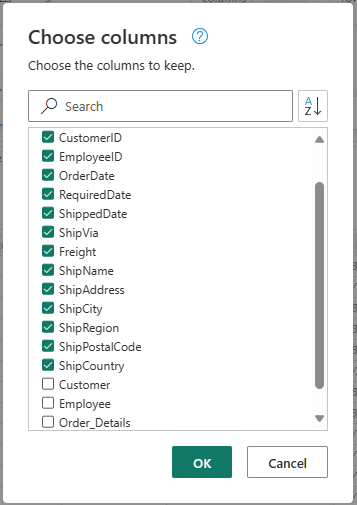 Choose columns
Choose the columns to keep.
Search
A
Z
CustomerID
EmployeeID
OrderDate
RequiredDate
ShippedDate
ShipVia
Freight
ShipName
ShipAddress
ShipCity
ShipRegion
ShipPostalCode
ShipCountry
Customer
Employee
Order_Details
OK
Cancel